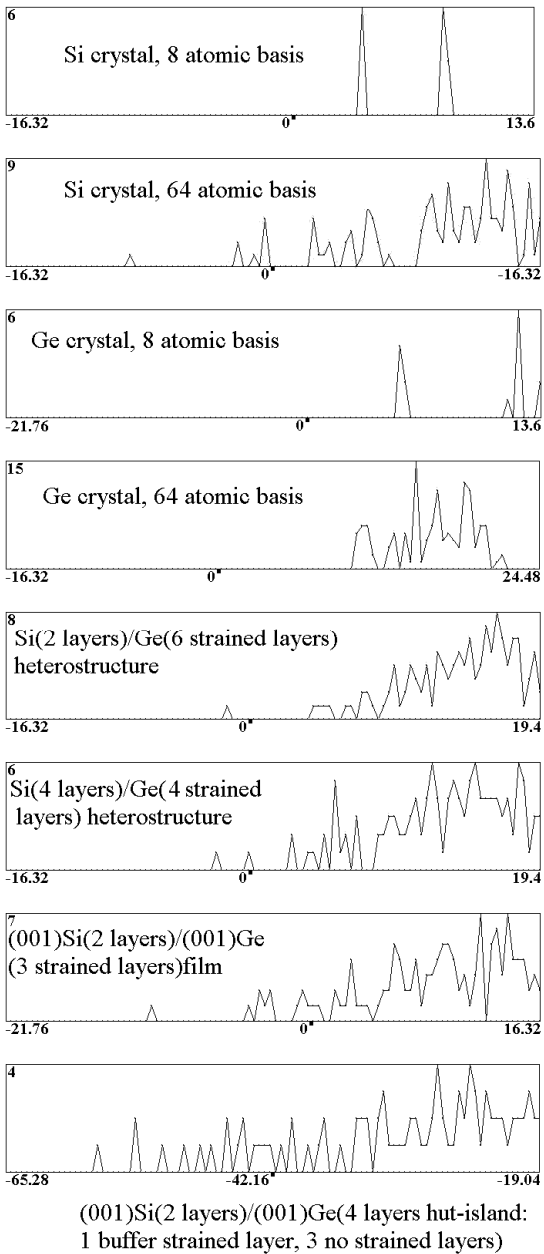 6
Si crystal, 8 atomic basis
-16.32 0 13.6
9
Si crystal, 64 atomic basis
-16.32 0 -16.32
6
Ge crystal, 8 atomic basis
-21.76 0 13.6
15
Ge crystal, 64 atomic basis
-16.32 0 24.48
8
Si(2 layers)/Ge(6 strained layers)
heterostructure
-16.32 0 19.4
6
Si(4 layers)/Ge(4 strained
layers) heterostructure
-16.32 0 19.4
7
(001)Si(2 layers)/(001)Ge
(3 strained layers)film
-21.76 0 16.32
4
-65.28 -42.16 -19.04
(001)Si(2 layers)/(001)Ge(4 layers hut-island:
1 buffer strained layer, 3 no strained layers)